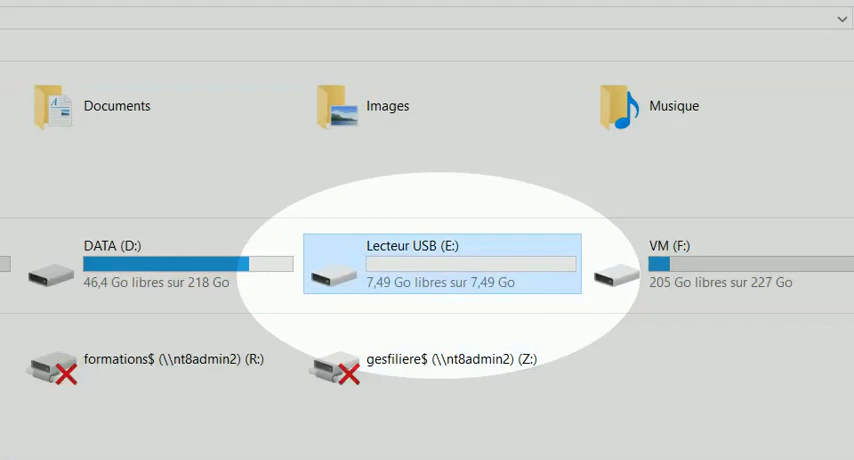 Documents
Images
Musique
DATA (D:)
46,4 Go libres sur 218 Go
Lecteur USB (E:)
7,49 Go libres sur 7,49 Go
VM (F:)
205 Go libres sur 227 Go
formations$ (\\nt8admin2) (R:)
gesfiliere$ (\\nt8admin2) (Z:)